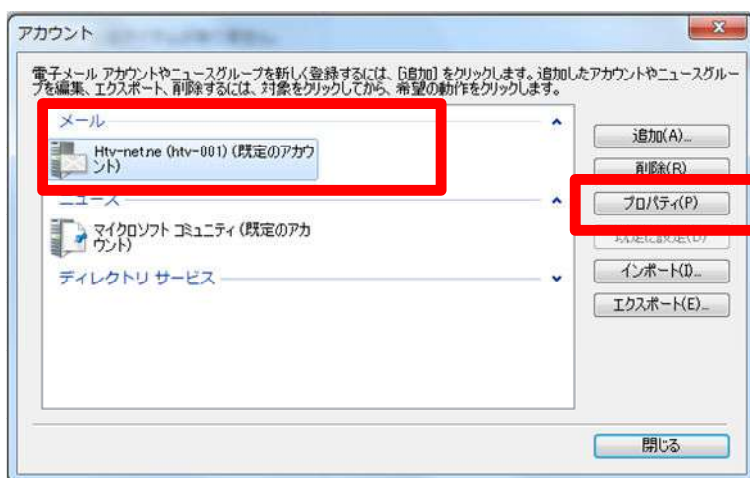 アカウント
電子メール アカウントやニュースグループを新しく登録するには、[追加] をクリックします。追加したアカウントやニュースグルー
プを編集、エクスポート、削除するには、対象をクリックしてから、希望の動作をクリックします。
メール
Htv-net.ne (htv-001) (既定のアカウ
ント)
ニュース
マイクロソフト コミュニティ (既定のアカ
ウント)
ディレクトリ サービス
追加(A)...
削除(R)
プロパティ(P)
既定に設定(D)
インポート(I)...
エクスポート(E)...
閉じる